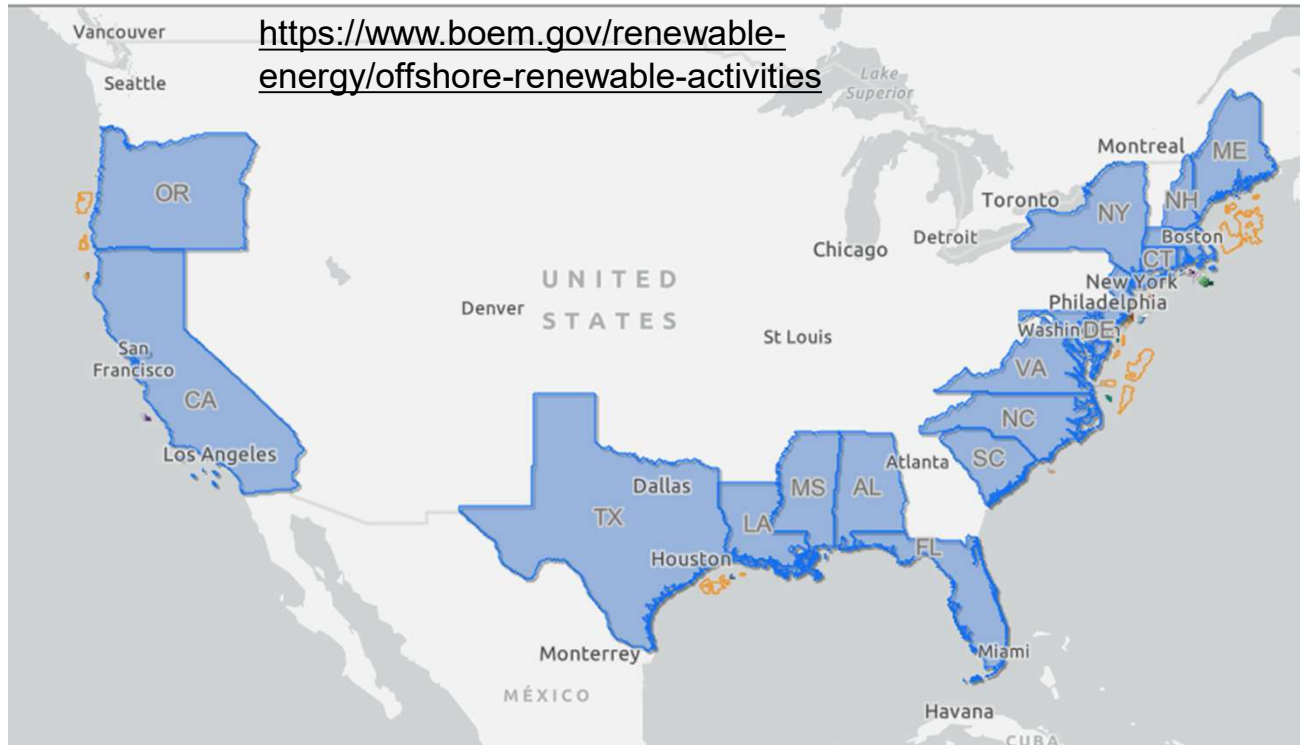 https://www.boem.gov/renewable-
energy/offshore-renewable-activities
Vancouver
Seattle
Lake
Superior
Montreal
ME
OR
Toronto
NY
NH
Chicago
Detroit
Boston
CT
UNITED
STATES
Denver
New York
Philadelphia
St Louis
Washin
DE
San
Francisco
VA
CA
NC
Los Angeles
Atlanta
SC
Dallas
MS
AL
TX
LA
Houston
FL
Monterrey
Miami
MÉXICO
Havana
CUBA